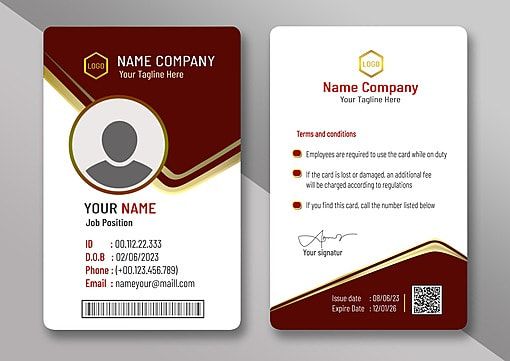 LOGO
NAME COMPANY
Your Tagline Here
YOUR NAME
Job Position
ID : 00.112.22.333
D.O.B : 02/06/2023
Phone : (+00.123.456.789)
Email : nameyour@maill.com
LOGO
Name Company
Your Tagline Here
Terms and conditions
Employees are required to use the card while on duty
If the card is lost or damaged, an additional fee
will be charged according to regulations
If you find this card, call the number listed below
Your signatur
Issue date : 08/06/23
Expire Date : 12/01/26